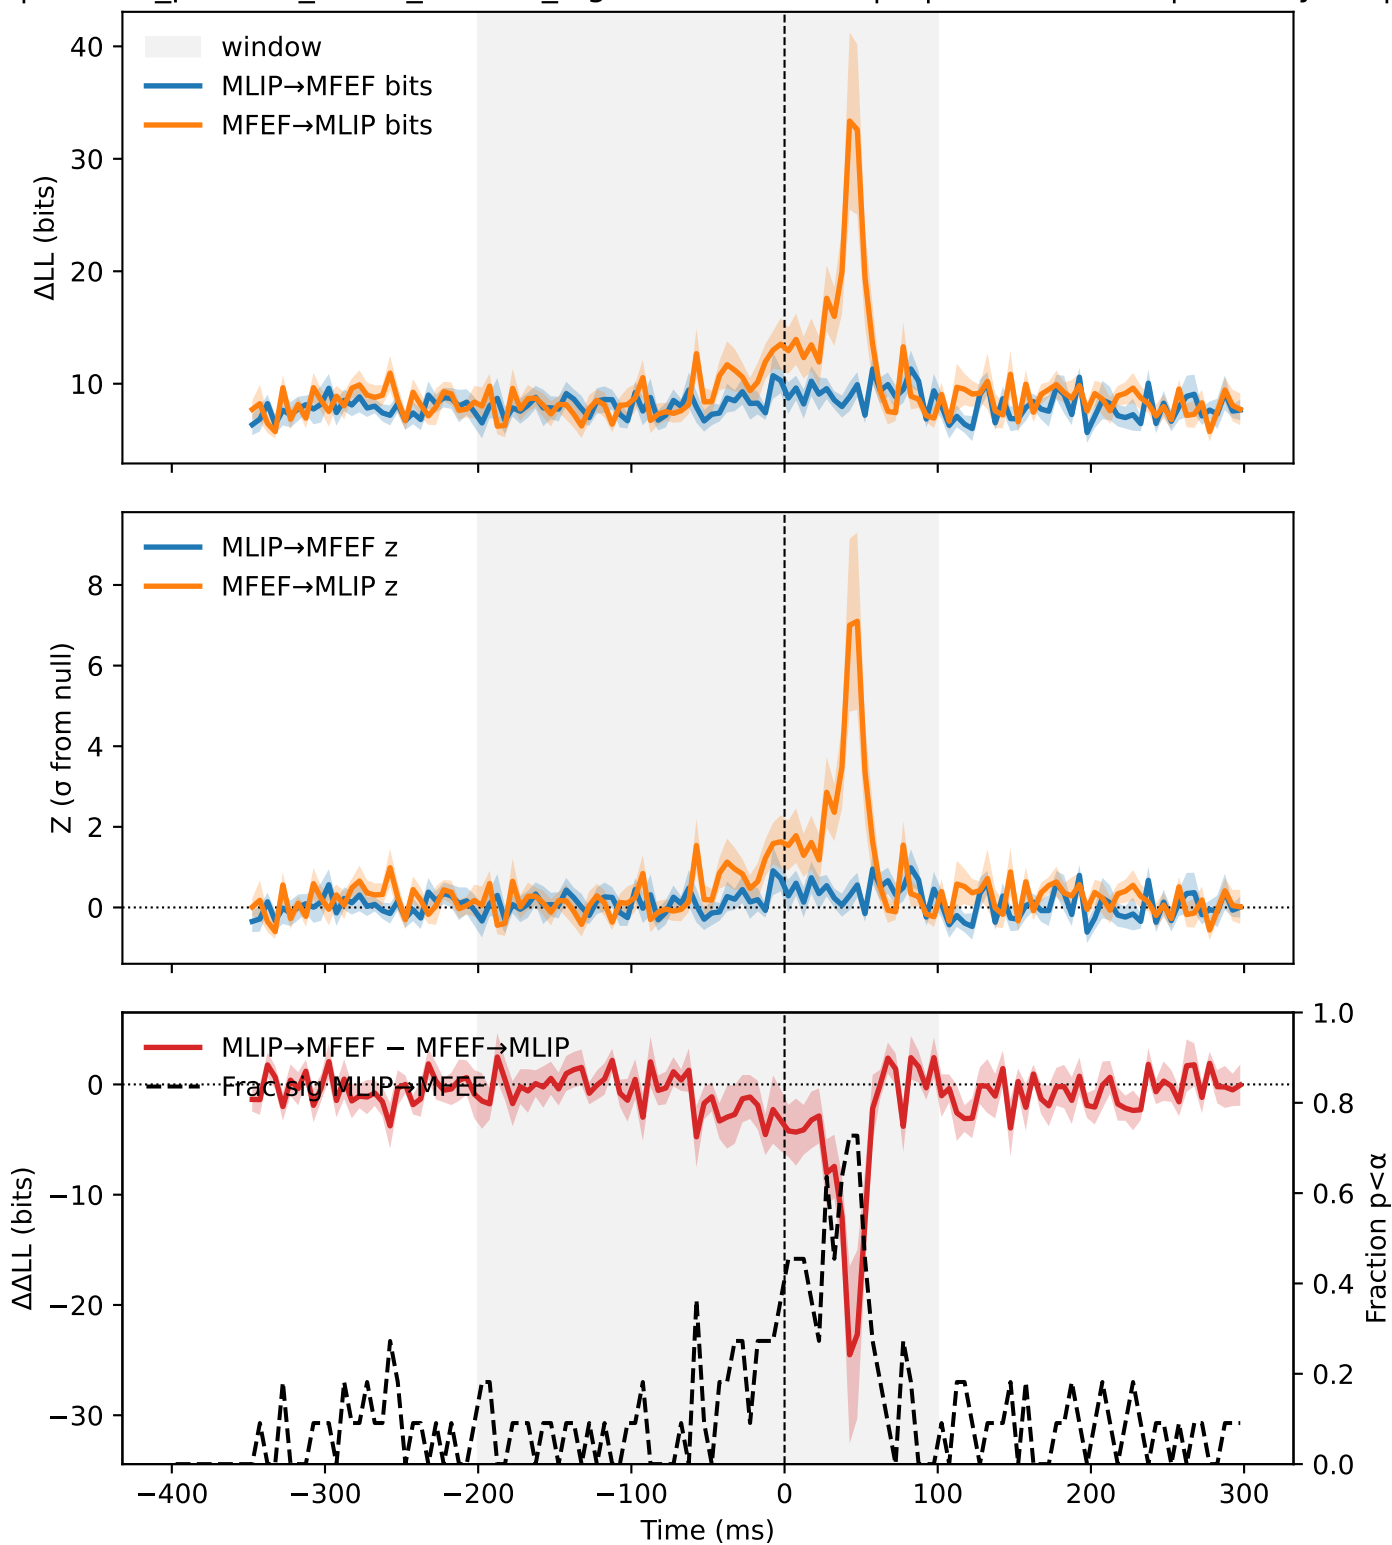 40
30
20
10
ΔLL (bits)
window
MLIP→MFEF bits
MFEF→MLIP bits
8
6
4
2
0
Z (σ from null)
MLIP→MFEF z
MFEF→MLIP z
0
−10
−20
−30
ΔΔLL (bits)
MLIP→MFEF − MFEF→MLIP
Frac sig MLIP→MFEF
1.0
0.8
0.6
0.4
0.2
0.0
Fraction p<α
−400 −300 −200 −100 0 100 200 300
Time (ms)